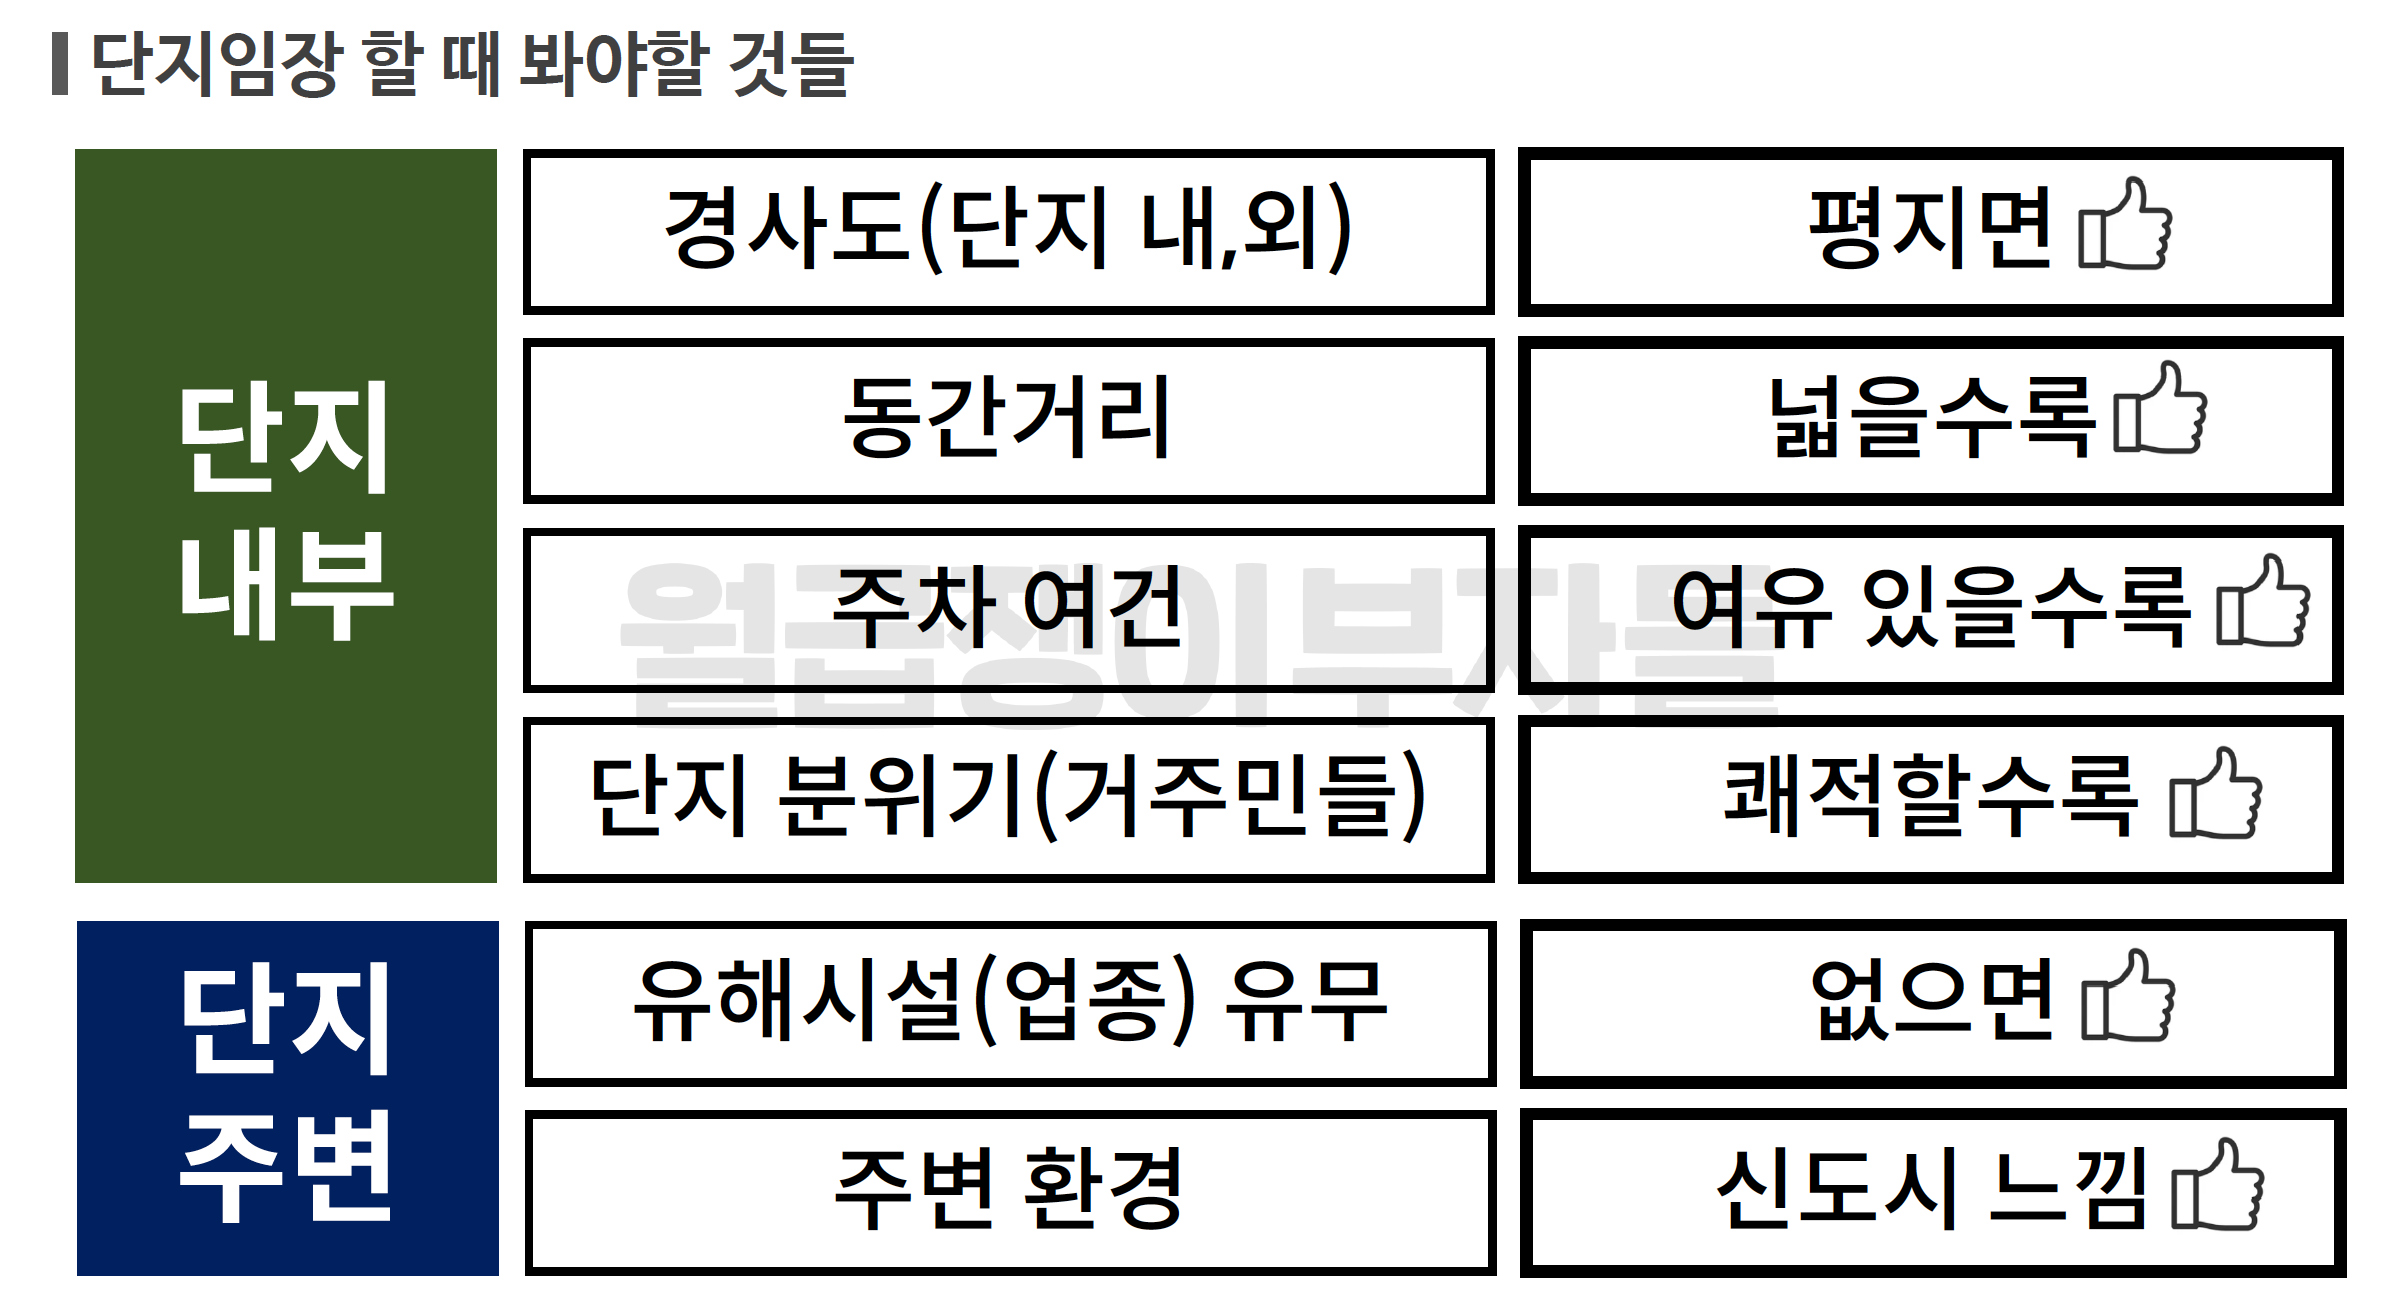 단지임장 할 때 봐야할 것들
단지
내부
경사도(단지 내,외)
평지면
동간거리
넓을수록
주차 여건
여유 있을수록
단지 분위기(거주민들)
쾌적할수록
월급쟁이부자들
단지
주변
유해시설(업종) 유무
없으면
주변 환경
신도시 느낌